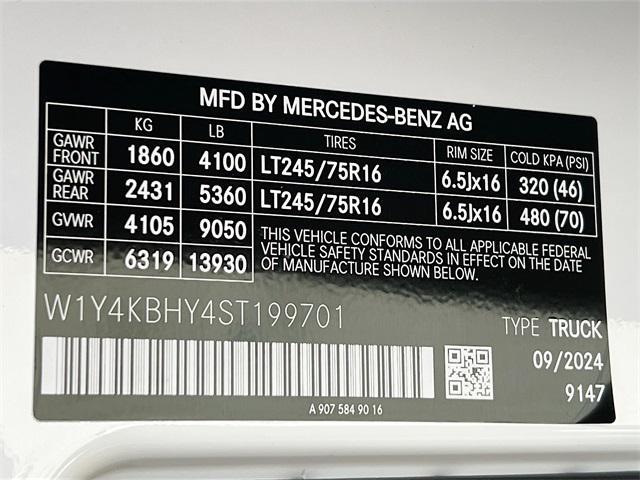 MFD BY MERCEDES-BENZ AG
KG LB TIRES RIM SIZE COLD KPA (PSI)
GAWR FRONT 1860 4100 LT245/75R16 6.5Jx16 320 (46)
GAWR REAR 2431 5360 LT245/75R16 6.5Jx16 480 (70)
GVWR 4105 9050
GCWR 6319 13930
THIS VEHICLE CONFORMS TO ALL APPLICABLE FEDERAL
VEHICLE SAFETY STANDARDS IN EFFECT ON THE DATE
OF MANUFACTURE SHOWN BELOW.
W1Y4KBHY4ST199701
TYPE TRUCK
09/2024
9147
A 907 584 90 16